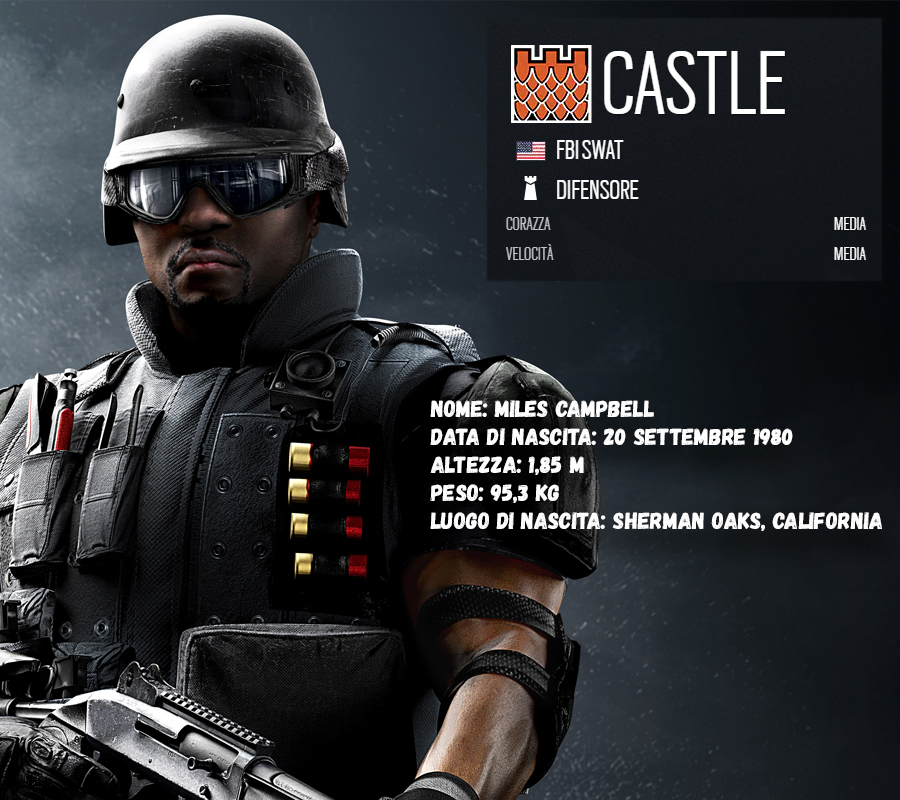 CASTLE
FBI SWAT
DIFENSORE
CORAZZA MEDIA
VELOCITÀ MEDIA
NOME: MILES CAMPBELL
DATA DI NASCITA: 20 SETTEMBRE 1980
ALTEZZA: 1,85 M
PESO: 95,3 KG
LUOGO DI NASCITA: SHERMAN OAKS, CALIFORNIA